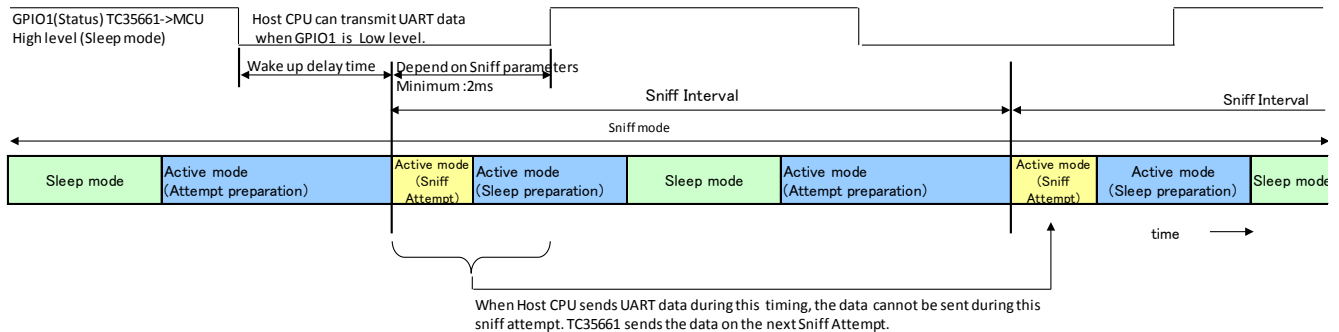 GPIO1(Status) TC35661->MCU
High level (Sleep mode)
Host CPU can transmit UART data
when GPIO1 is Low level.
Wake up delay time
Depend on Sniff parameters
Minimum :2ms
Sniff Interval
Sniff Interval
Sniff mode
Sleep mode
Active mode
(Attempt preparation)
Active mode
(Sniff
Attempt)
Active mode
(Sleep preparation)
Sleep mode
Active mode
(Attempt preparation)
Active mode
(Sniff
Attempt)
Active mode
(Sleep preparation)
Sleep mode
time
When Host CPU sends UART data during this timing, the data cannot be sent during this
sniff attempt. TC35661 sends the data on the next Sniff Attempt.